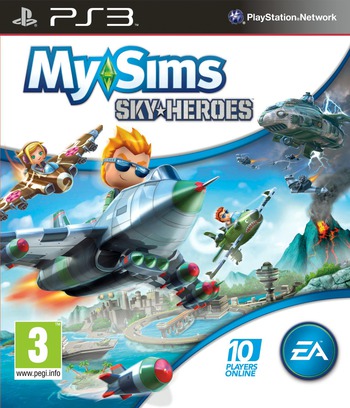 PS3
PlayStation®Network
MySims
SKY HEROES
3
www.pegi.info
10
PLAYERS
ONLINE
EA